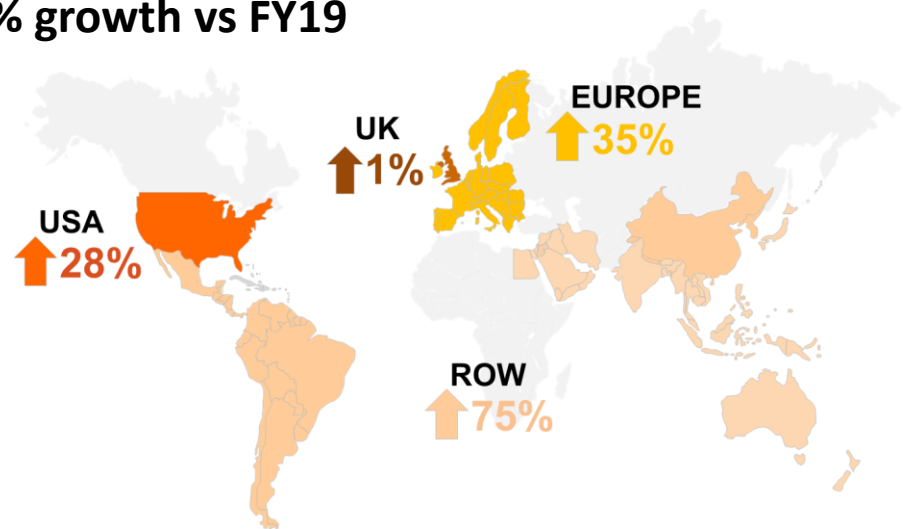 % growth vs FY19
EUROPE
35%
UK
1%
USA
28%
ROW
75%